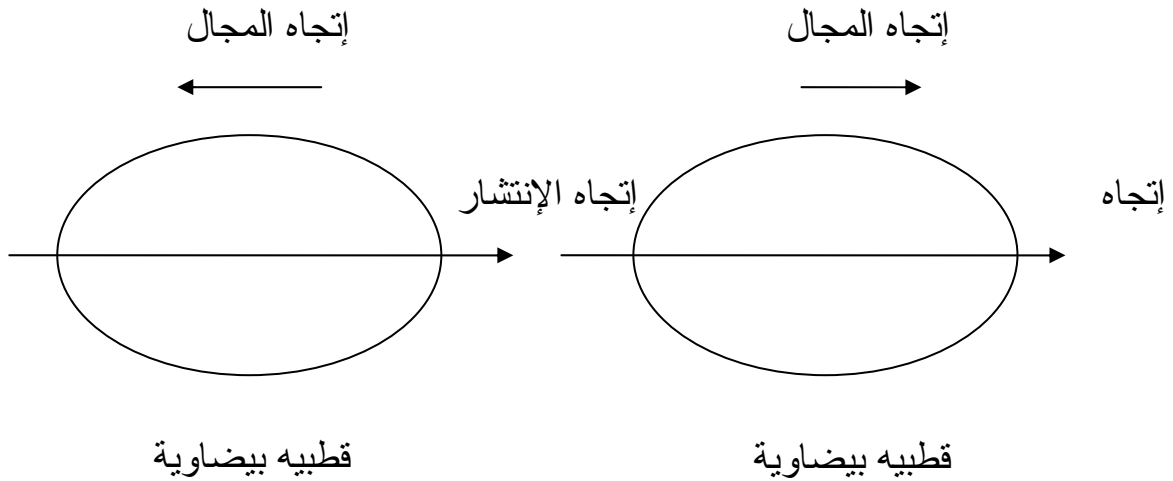 إتجاه المجال
إتجاه المجال
إتجاه
إتجاه الإنتشار
قطبيه بيضاوية
قطبيه بيضاوية